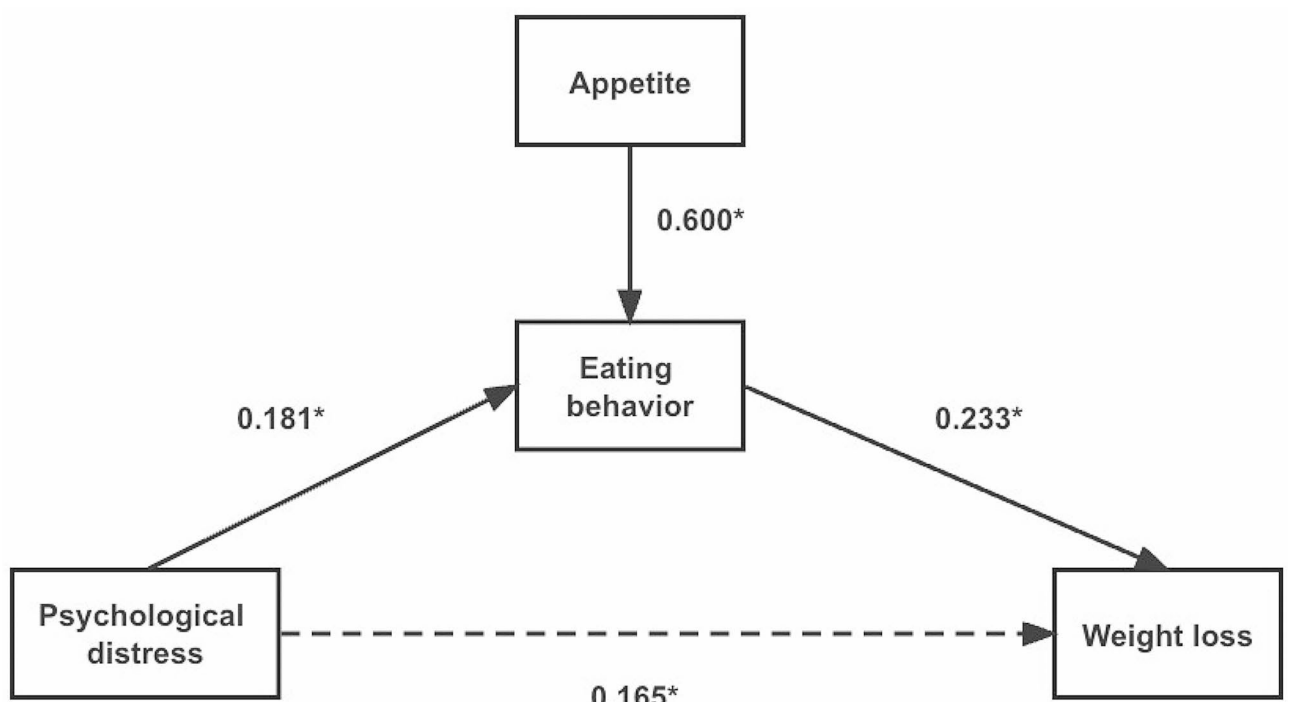 Appetite
0.600*
Eating
behavior
0.181*
0.233*
Psychological
distress
Weight loss
0.165*